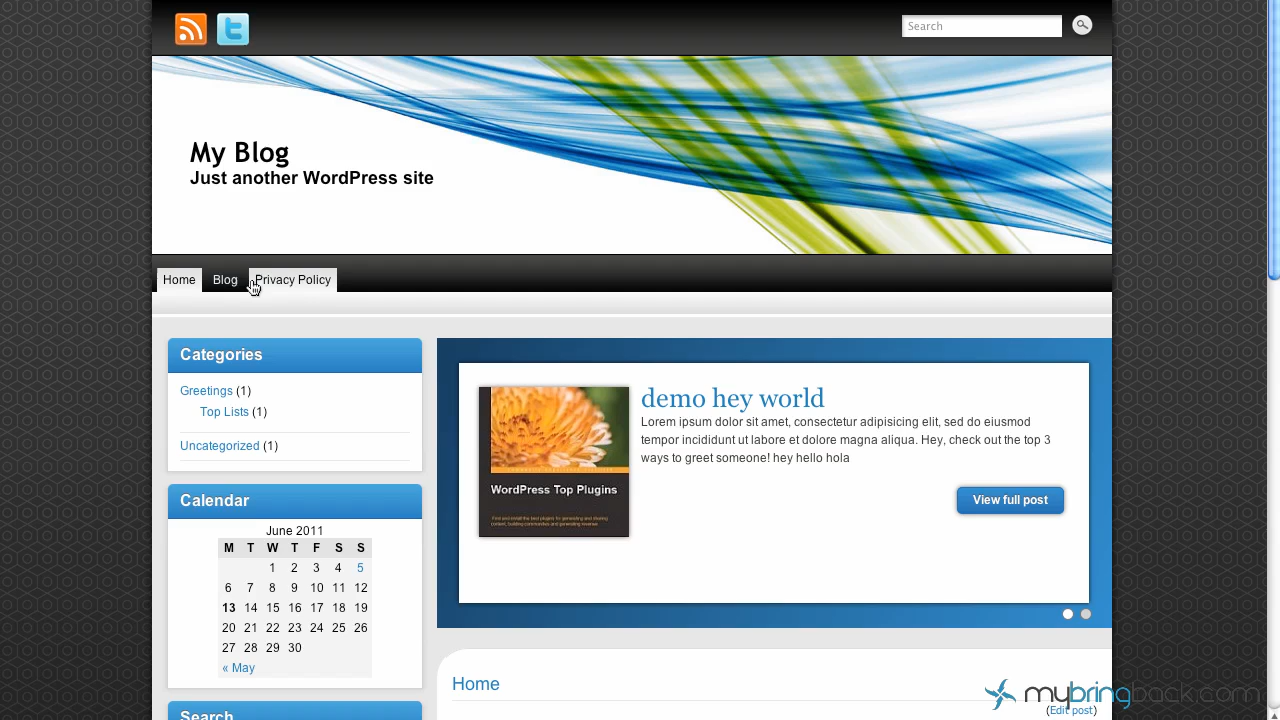 Search
My Blog
Just another WordPress site
Home Blog Privacy Policy
Categories
Greetings (1)
Top Lists (1)
Uncategorized (1)
Calendar
June 2011
M T W T F S S
1 2 3 4 5
6 7 8 9 10 11 12
13 14 15 16 17 18 19
20 21 22 23 24 25 26
27 28 29 30
« May
Search
demo hey world
Lorem ipsum dolor sit amet, consectetur adipisicing elit, sed do eiusmod
tempor incididunt ut labore et dolore magna aliqua. Hey, check out the top 3
ways to greet someone! hey hello hola
WordPress Top Plugins
View full post
Home
mybringback.com
(Edit post)